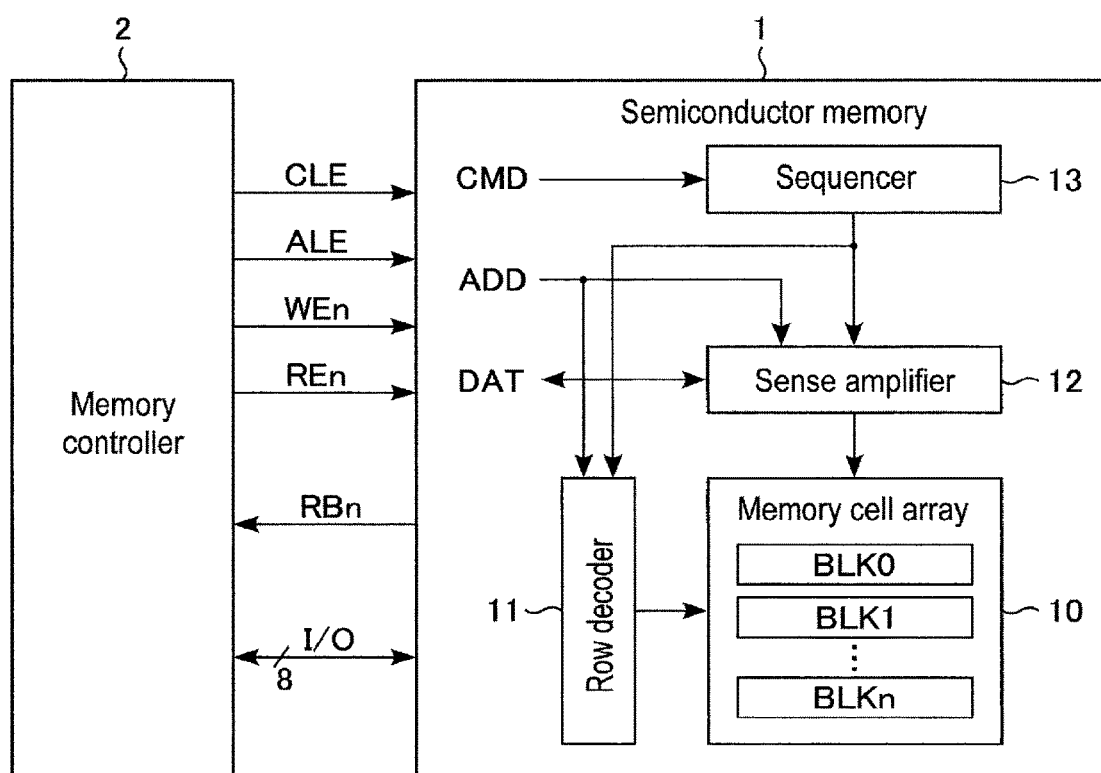 2
1
Semiconductor memory
CLE
CMD
Sequencer
13
ALE
ADD
WEn
REn
DAT
Sense amplifier
12
Memory
controller
RBn
Memory cell array
Row decoder
BLK0
11
BLK1
10
I/O
8
BLKn